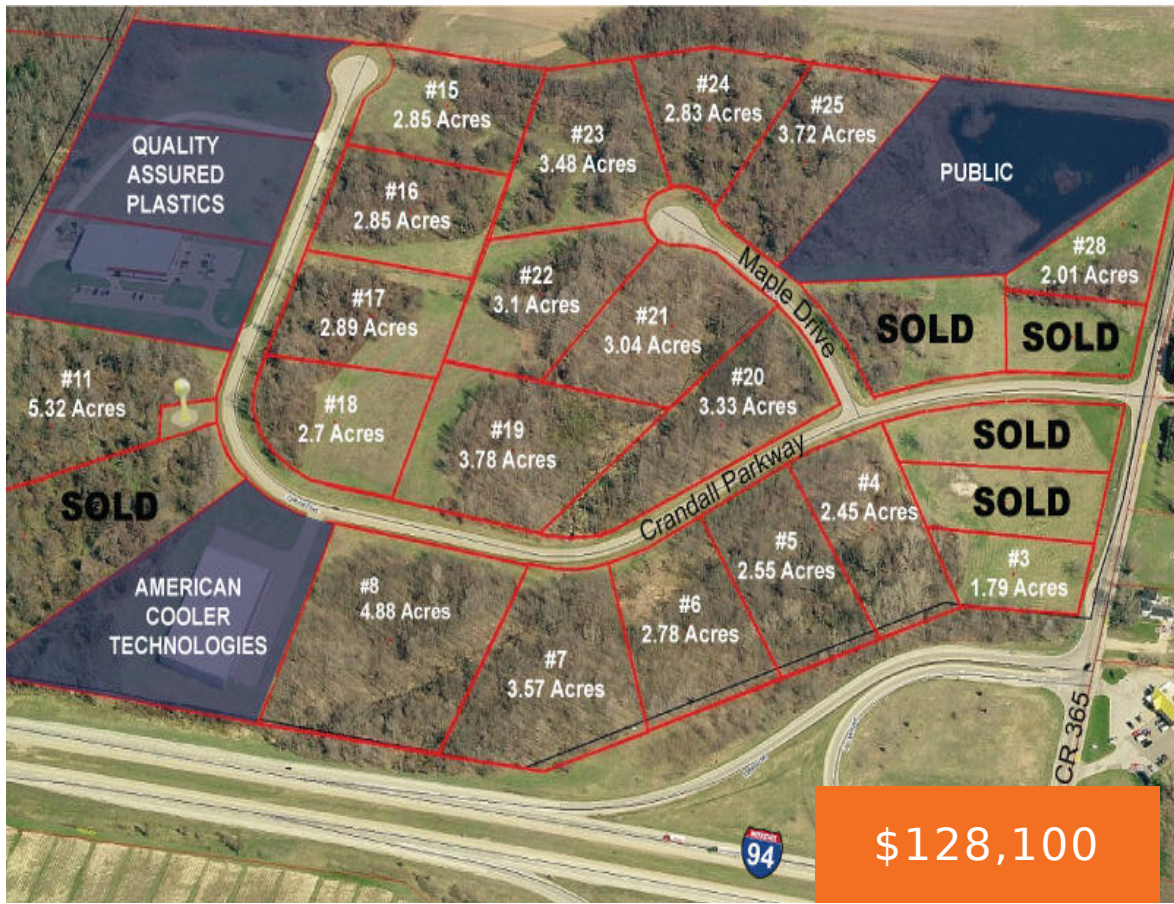 #15
2.85 Acres
#24
2.83 Acres
#25
3.72 Acres
#23
3.48 Acres
QUALITY
ASSURED
PLASTICS
PUBLIC
#16
2.85 Acres
#28
2.01 Acres
#22
3.1 Acres
Maple Drive
#17
2.89 Acres
#21
3.04 Acres
SOLD
SOLD
#11
5.32 Acres
#20
3.33 Acres
#18
2.7 Acres
#19
3.78 Acres
SOLD
SOLD
Crandall Parkway
#4
2.45 Acres
SOLD
#5
2.55 Acres
#3
1.79 Acres
AMERICAN
COOLER
TECHNOLOGIES
#8
4.88 Acres
#6
2.78 Acres
#7
3.57 Acres
CR 365
INTERSTATE
94
$128,100